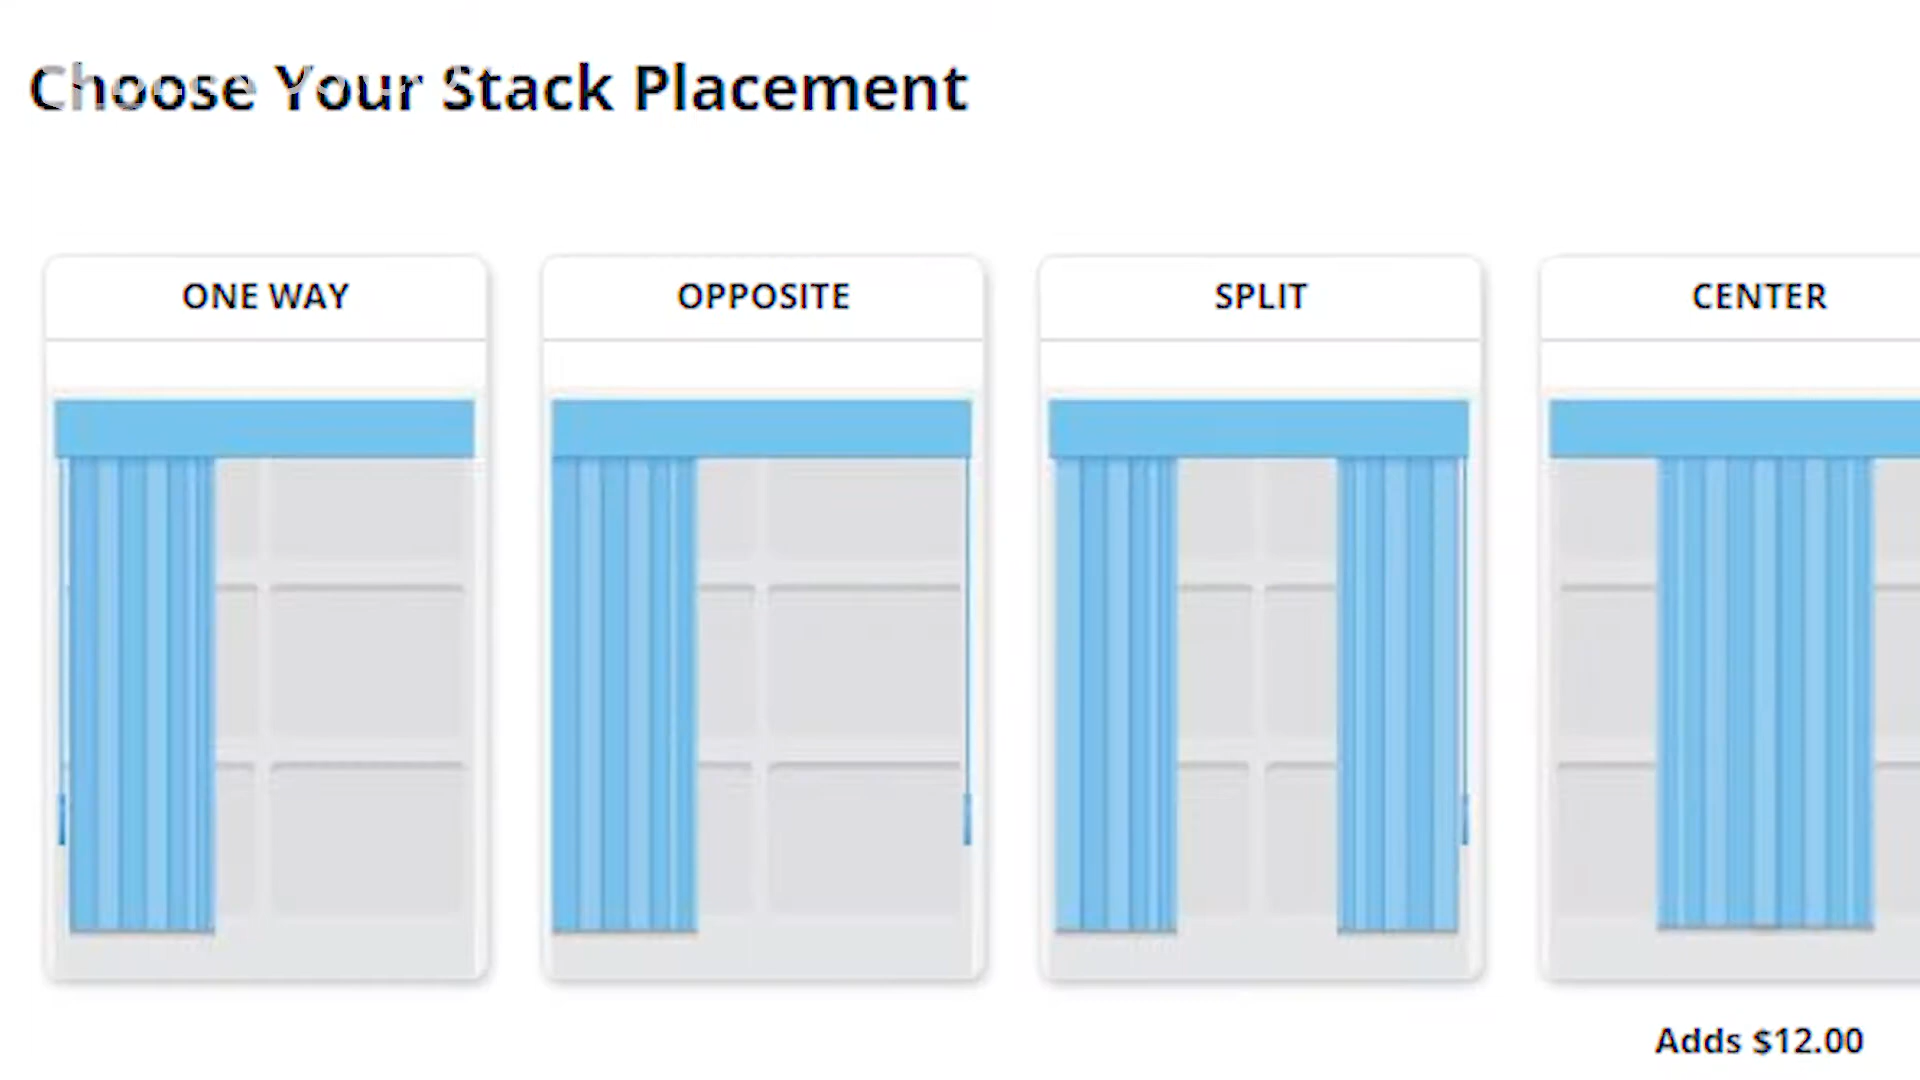 Choose Your Stack Placement
ONE WAY
OPPOSITE
SPLIT
CENTER
Adds $12.00